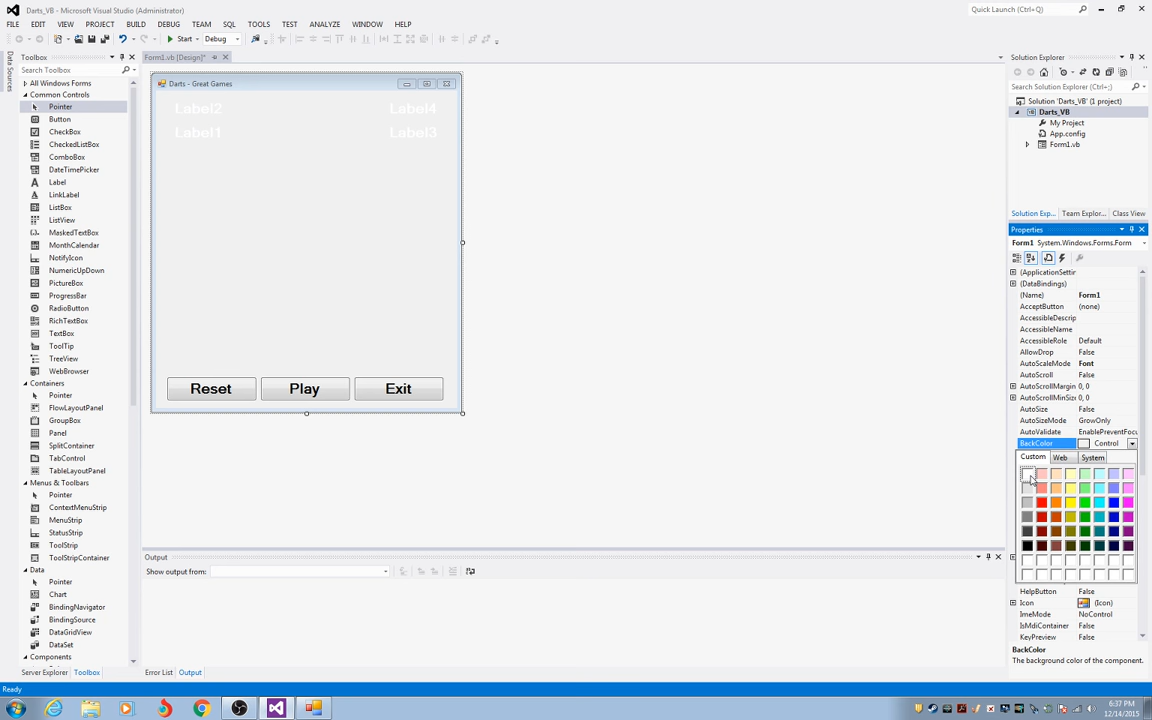 Darts_VB - Microsoft Visual Studio (Administrator)
Quick Launch (Ctrl+Q)
FILE EDIT VIEW PROJECT BUILD DEBUG TEAM SQL TOOLS TEST ANALYZE WINDOW HELP
Start Debug
Data Sources
Toolbox
Search Toolbox
All Windows Forms
Common Controls
Pointer
Button
CheckBox
CheckedListBox
ComboBox
DateTimePicker
Label
LinkLabel
ListBox
ListView
MaskedTextBox
MonthCalendar
NotifyIcon
NumericUpDown
PictureBox
ProgressBar
RadioButton
RichTextBox
TextBox
ToolTip
TreeView
WebBrowser
Containers
Pointer
FlowLayoutPanel
GroupBox
Panel
SplitContainer
TabControl
TableLayoutPanel
Menus & Toolbars
Pointer
ContextMenuStrip
MenuStrip
StatusStrip
ToolStrip
ToolStripContainer
Data
Pointer
Chart
BindingNavigator
BindingSource
DataGridView
DataSet
Components
Server Explorer Toolbox
Form1.vb [Design]*
Darts - Great Games
Label2 Label4
Label1 Label3
Reset Play Exit
Output
Show output from:
Error List Output
Solution Explorer
Search Solution Explorer (Ctrl+;)
Solution 'Darts_VB' (1 project)
Darts_VB
My Project
App.config
Form1.vb
Solution Exp... Team Explor... Class View
Properties
Form1 System.Windows.Forms.Form
(ApplicationSettir
(DataBindings)
(Name) Form1
AcceptButton (none)
AccessibleDescrip
AccessibleName
AccessibleRole Default
AllowDrop False
AutoScaleMode Font
AutoScroll False
AutoScrollMargin 0, 0
AutoScrollMinSiz 0, 0
AutoSize False
AutoSizeMode GrowOnly
AutoValidate EnablePreventFocu
BackColor Control
Custom Web System
HelpButton False
Icon (Icon)
ImeMode NoControl
IsMdiContainer False
KeyPreview False
BackColor
The background color of the component.
Ready
6:37 PM
12/14/2015